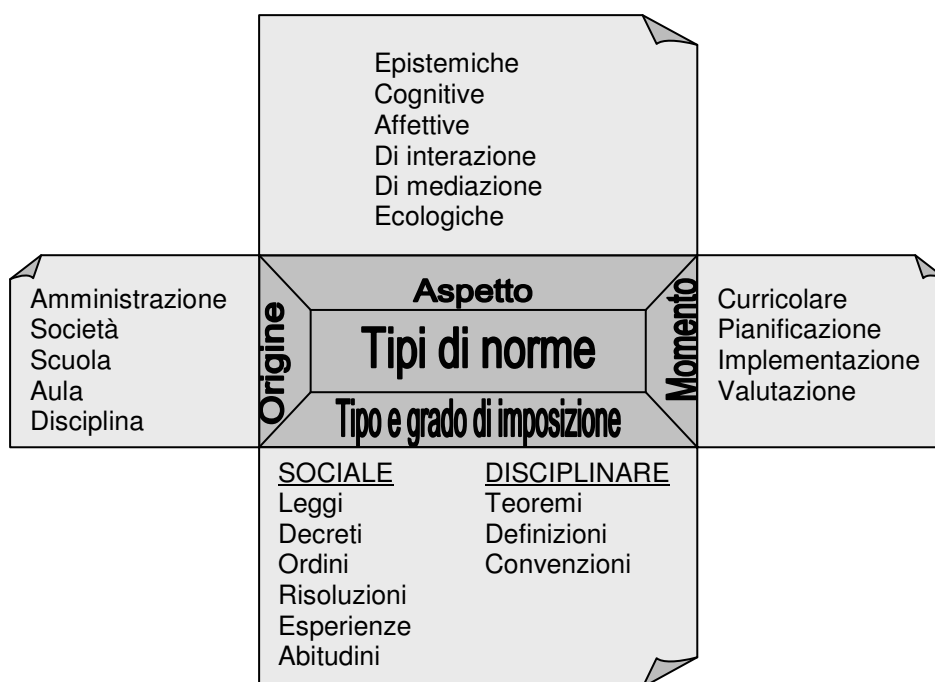 Epistemiche
Cognitive
Affettive
Di interazione
Di mediazione
Ecologiche
Aspetto
Amministrazione
Società
Scuola
Aula
Disciplina
Origine
Tipi di norme
Momento
Curricolare
Pianificazione
Implementazione
Valutazione
Tipo e grado di imposizione
SOCIALE
Leggi
Decreti
Ordini
Risoluzioni
Esperienze
Abitudini
DISCIPLINARE
Teoremi
Definizioni
Convenzioni